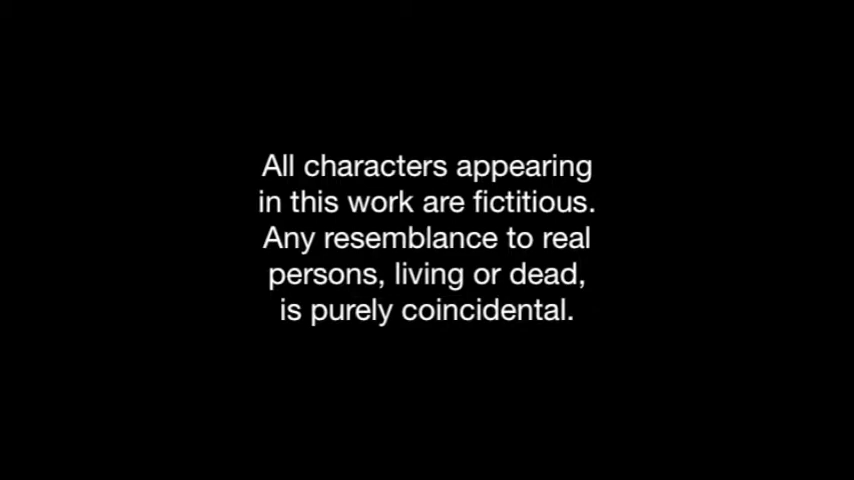 All characters appearing
in this work are fictitious.
Any resemblance to real
persons, living or dead,
is purely coincidental.